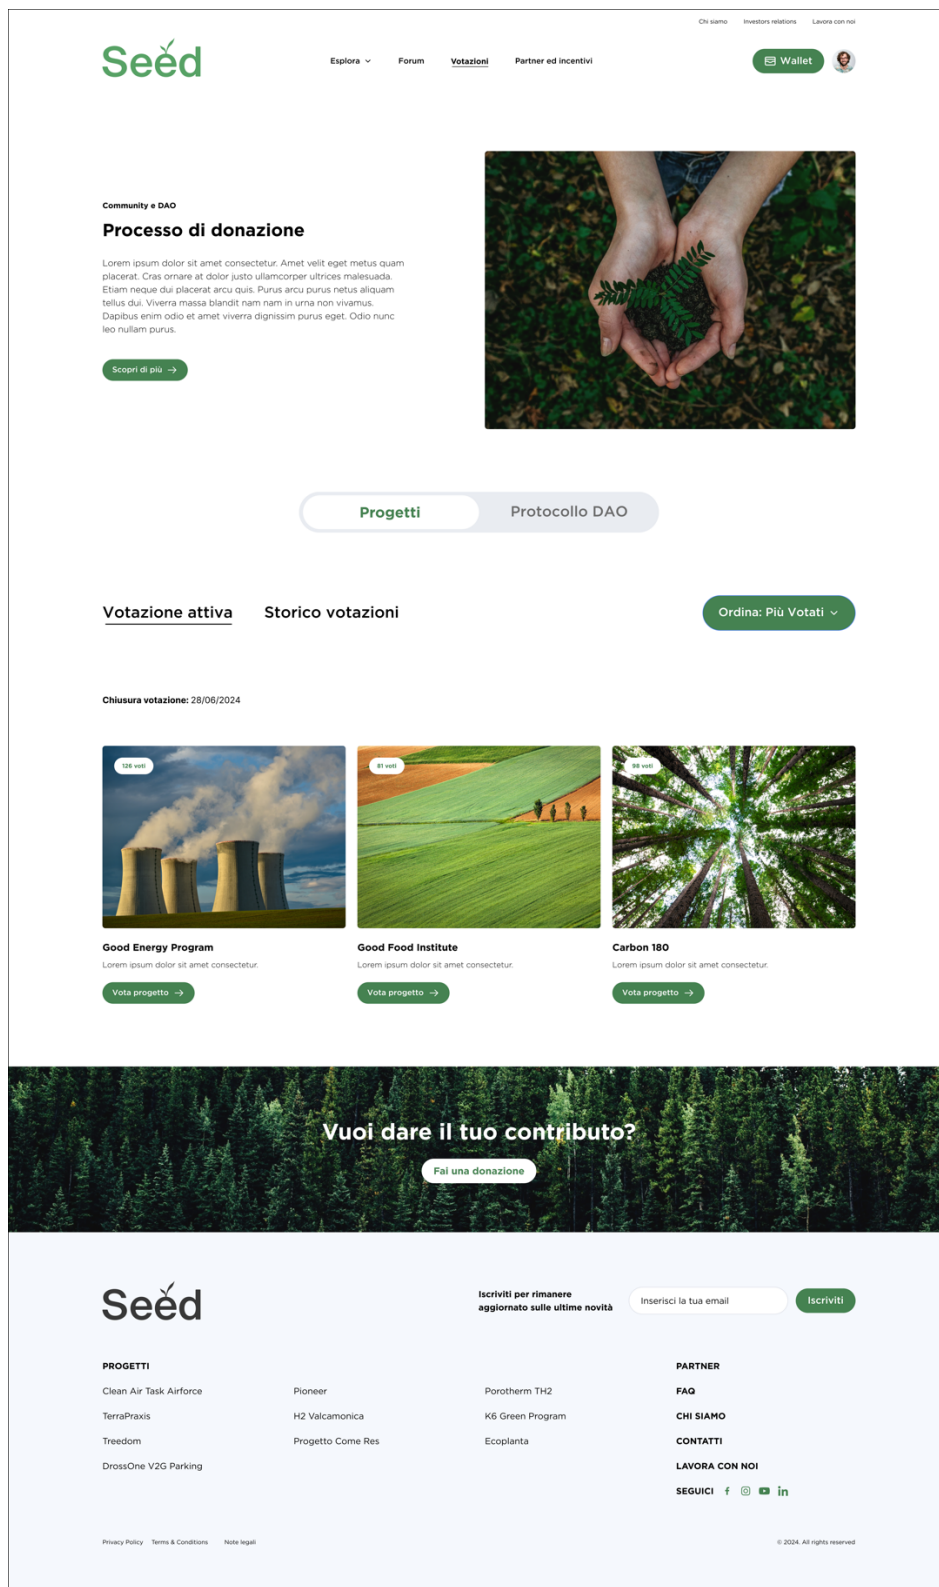 Chi siamo Investors relations Lavora con noi
Seed
Esplora Forum Votazioni Partner ed incentivi
Wallet
Community e DAO
Processo di donazione
Lorem ipsum dolor sit amet consectetur. Amet velit eget metus quam
placerat. Cras ornare at dolor justo ullamcorper ultrices malesuada.
Etiam neque dui placerat arcu quis. Purus arcu purus netus aliquam
tellus dui. Viverra massa blandit nam nam in urna non vivamus.
Dapibus enim odio et amet viverra dignissim purus eget. Odio nunc
leo nullam purus.
Scopri di più
Progetti Protocollo DAO
Votazione attiva Storico votazioni
Ordina: Più Votati
Chiusura votazione: 28/06/2024
126 voti
81 voti
98 voti
Good Energy Program
Lorem ipsum dolor sit amet consectetur.
Vota progetto
Good Food Institute
Lorem ipsum dolor sit amet consectetur.
Vota progetto
Carbon 180
Lorem ipsum dolor sit amet consectetur.
Vota progetto
Vuoi dare il tuo contributo?
Fai una donazione
Seed
Iscriviti per rimanere
aggiornato sulle ultime novità
Inserisci la tua email
Iscriviti
PROGETTI
Clean Air Task Airforce
TerraPraxis
Treedom
DrossOne V2G Parking
Pioneer
H2 Valcamonica
Progetto Come Res
Porotherm TH2
K6 Green Program
Ecoplanta
PARTNER
FAQ
CHI SIAMO
CONTATTI
LAVORA CON NOI
SEGUICI
Privacy Policy Terms & Conditions Note legali
© 2024. All rights reserved